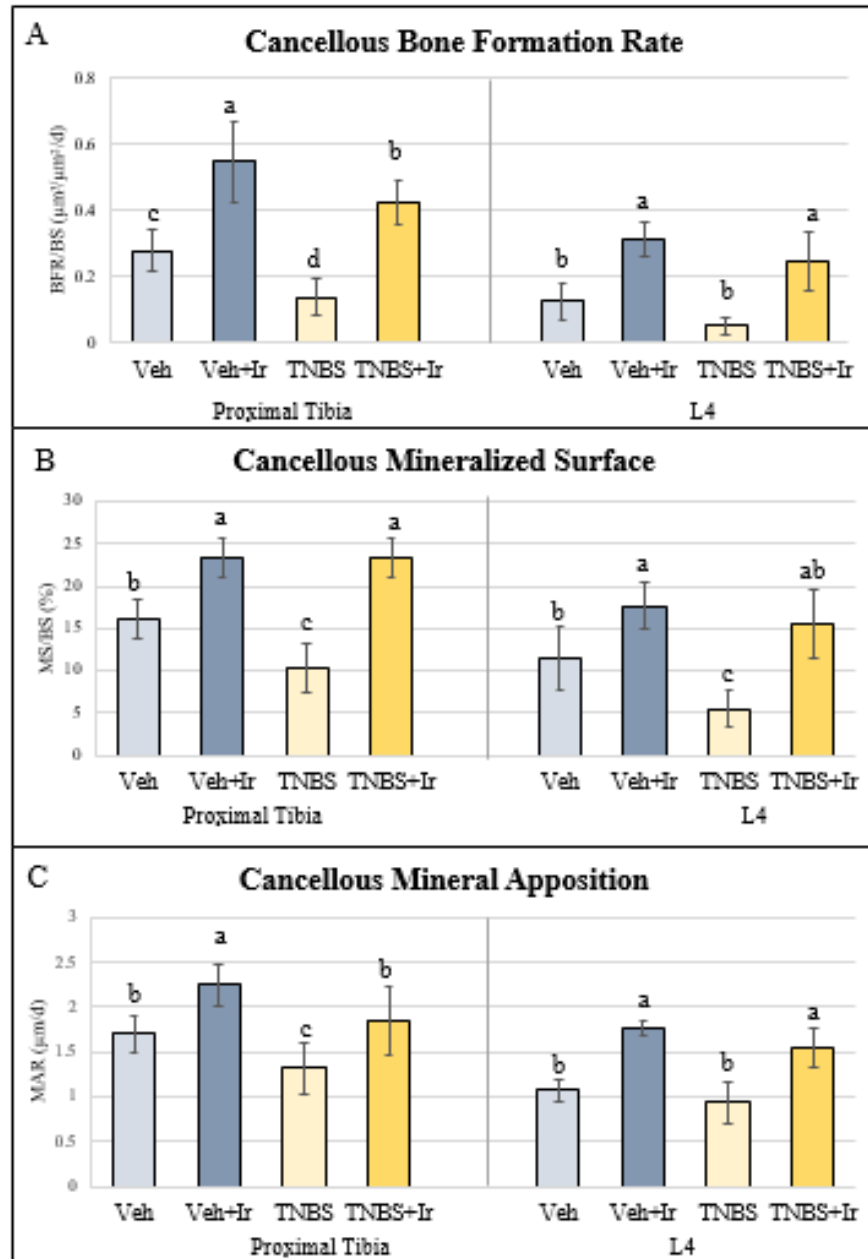 A
Cancellous Bone Formation Rate
BFR/BS (μm³/μm²/d)
0.8
0.6
0.4
0.2
0
c
a
d
b
b
a
b
a
Veh Veh+Ir TNBS TNBS+Ir Veh Veh+Ir TNBS TNBS+Ir
Proximal Tibia L4
B
Cancellous Mineralized Surface
MS/BS (%)
30
25
20
15
10
5
0
b
a
c
a
b
a
c
ab
Veh Veh+Ir TNBS TNBS+Ir Veh Veh+Ir TNBS TNBS+Ir
Proximal Tibia L4
C
Cancellous Mineral Apposition
MAR (μm/d)
3
2.5
2
1.5
1
0.5
0
b
a
c
b
b
a
b
a
Veh Veh+Ir TNBS TNBS+Ir Veh Veh+Ir TNBS TNBS+Ir
Proximal Tibia L4